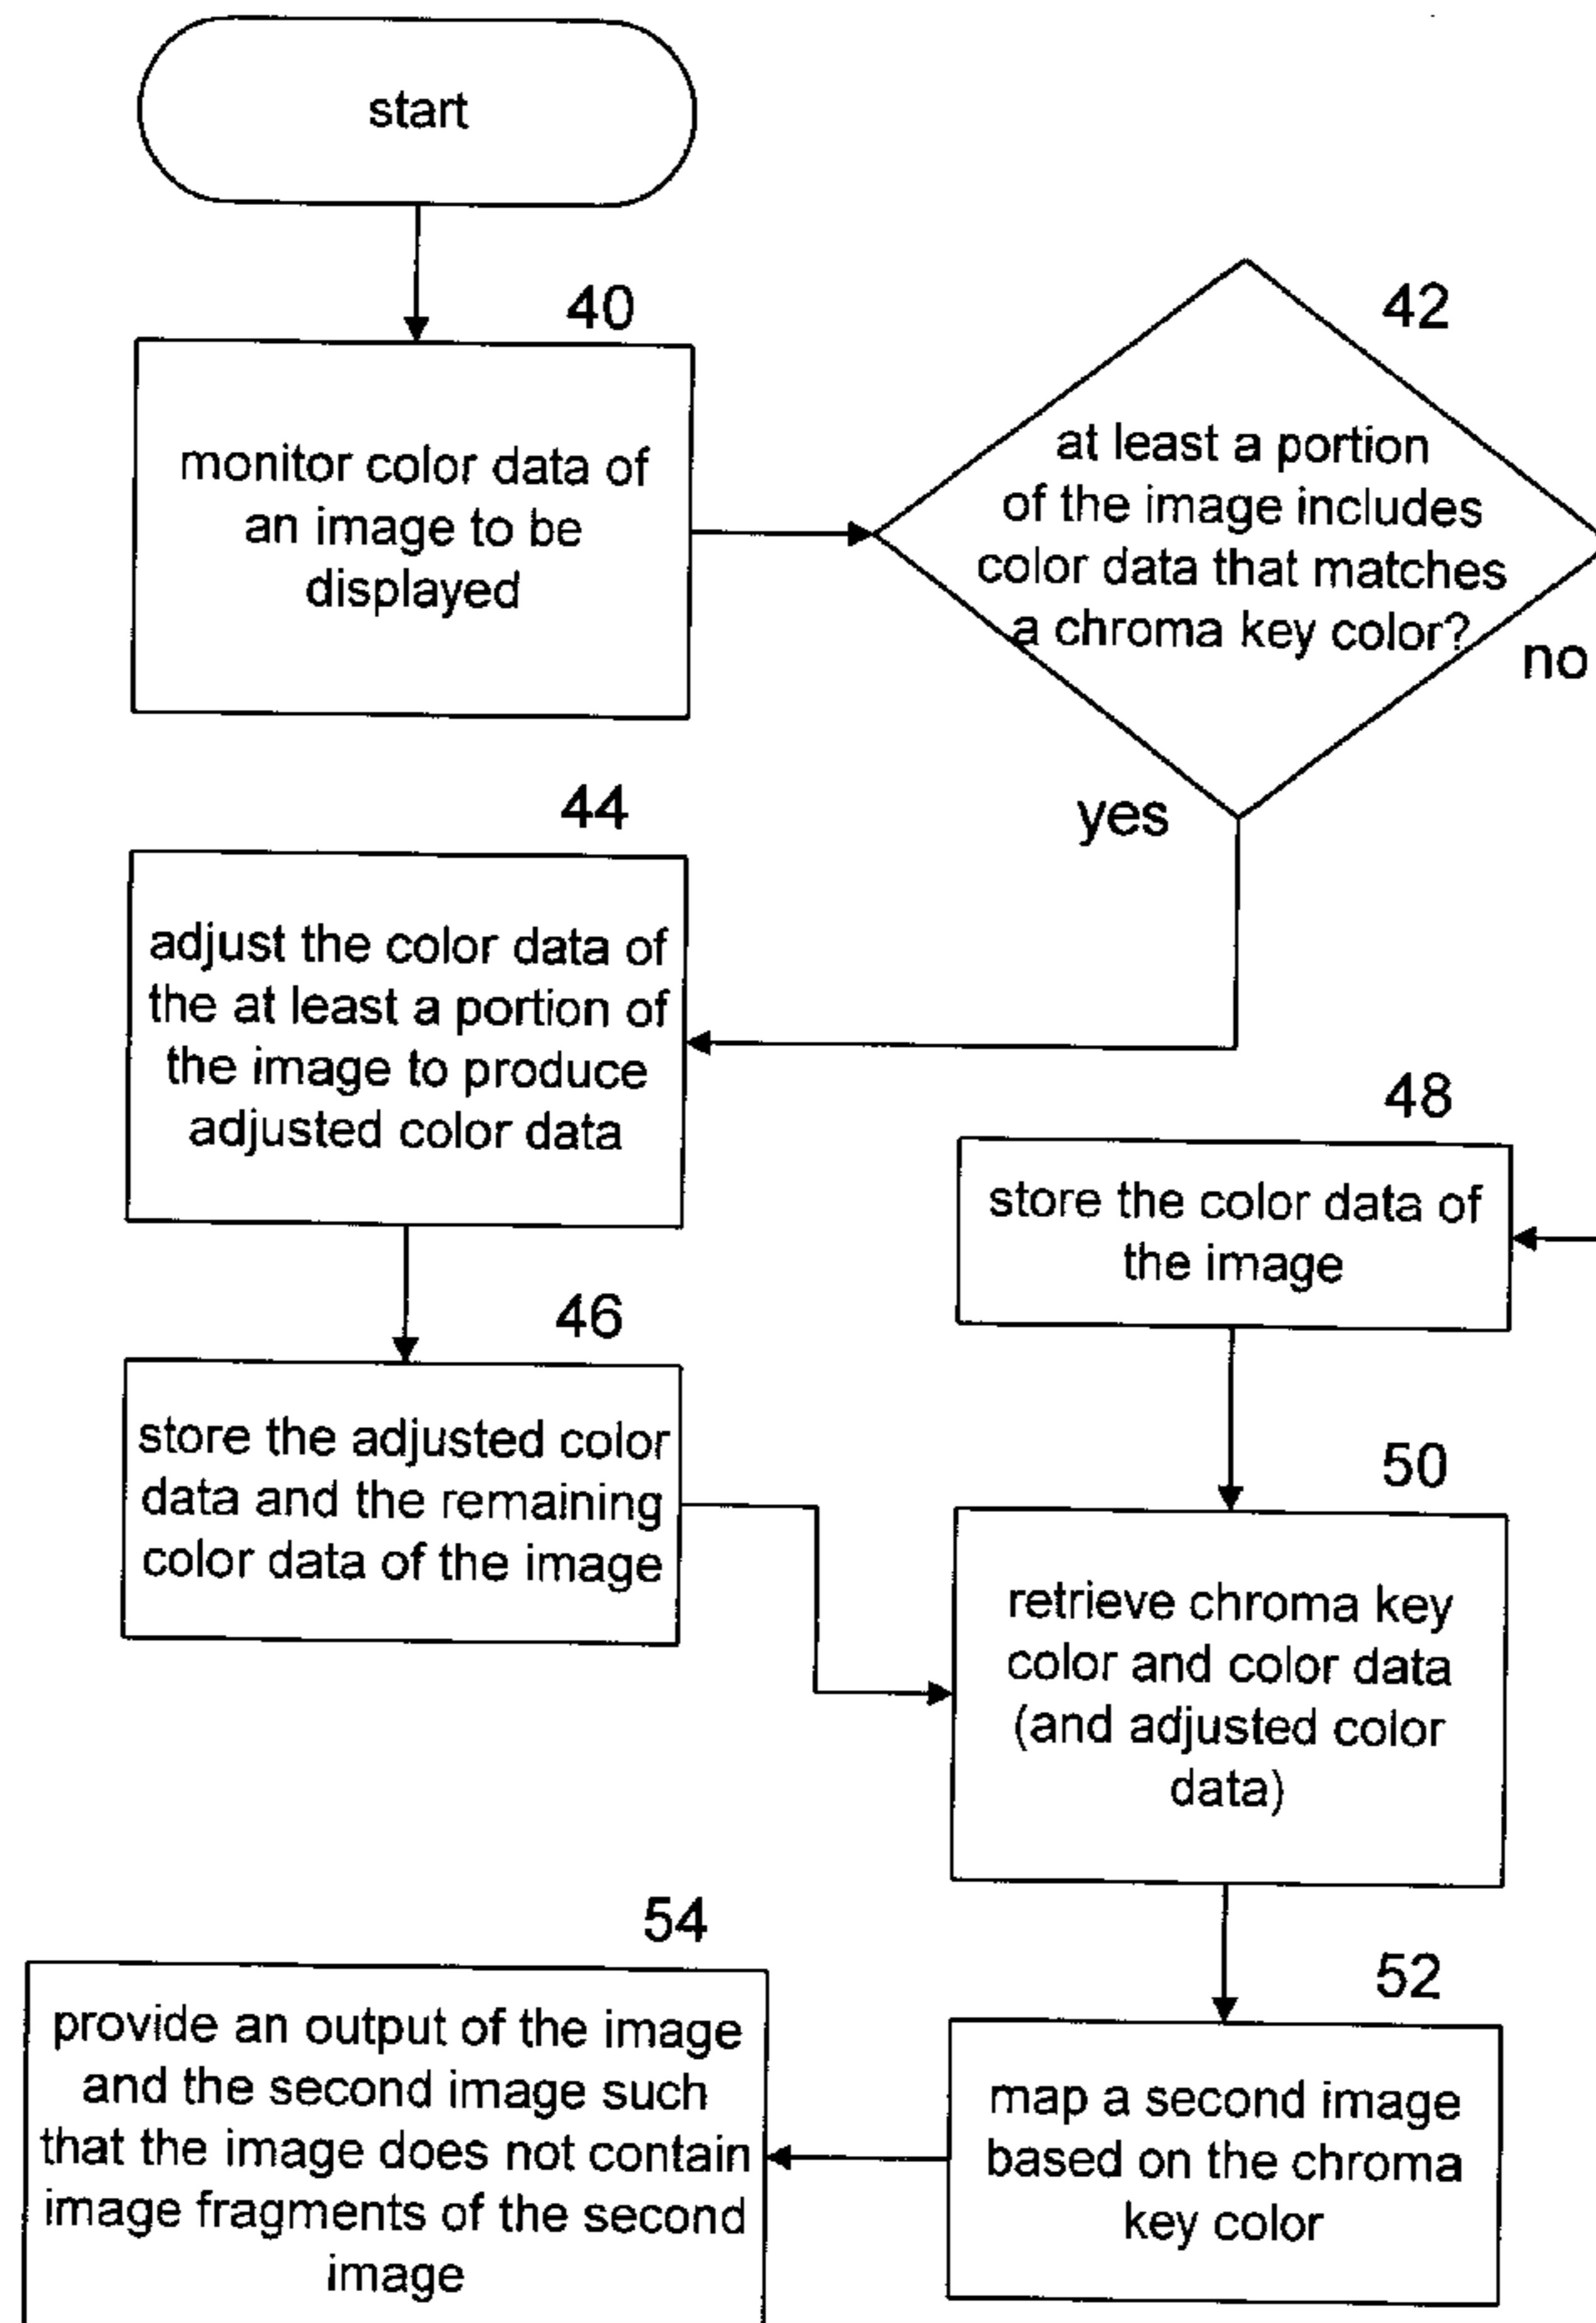 start
40
monitor color data of
an image to be
displayed
42
at least a portion
of the image includes
color data that matches
a chroma key color?
no
yes
44
adjust the color data of
the at least a portion of
the image to produce
adjusted color data
48
store the color data of
the image
46
store the adjusted color
data and the remaining
color data of the image
50
retrieve chroma key
color and color data
(and adjusted color
data)
52
map a second image
based on the chroma
key color
54
provide an output of the image
and the second image such
that the image does not contain
image fragments of the second
image